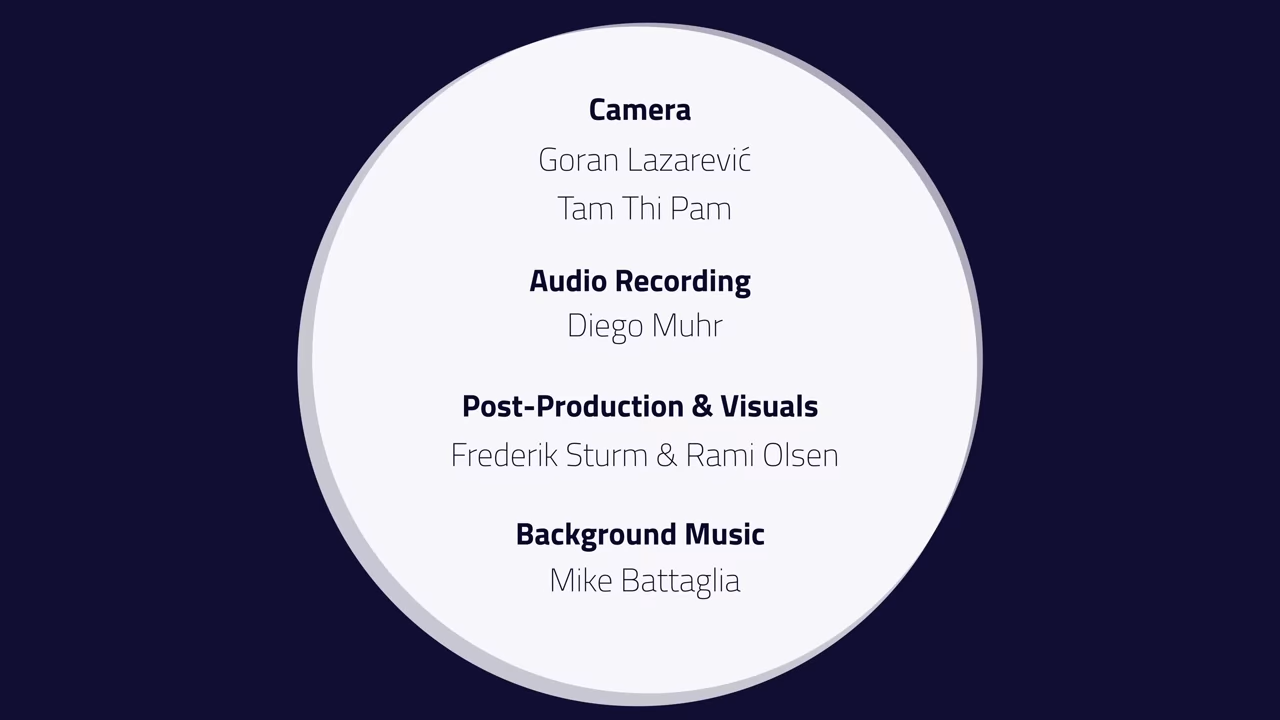 Camera
Goran Lazarević
Tam Thi Pam
Audio Recording
Diego Muhr
Post-Production & Visuals
Frederik Sturm & Rami Olsen
Background Music
Mike Battaglia